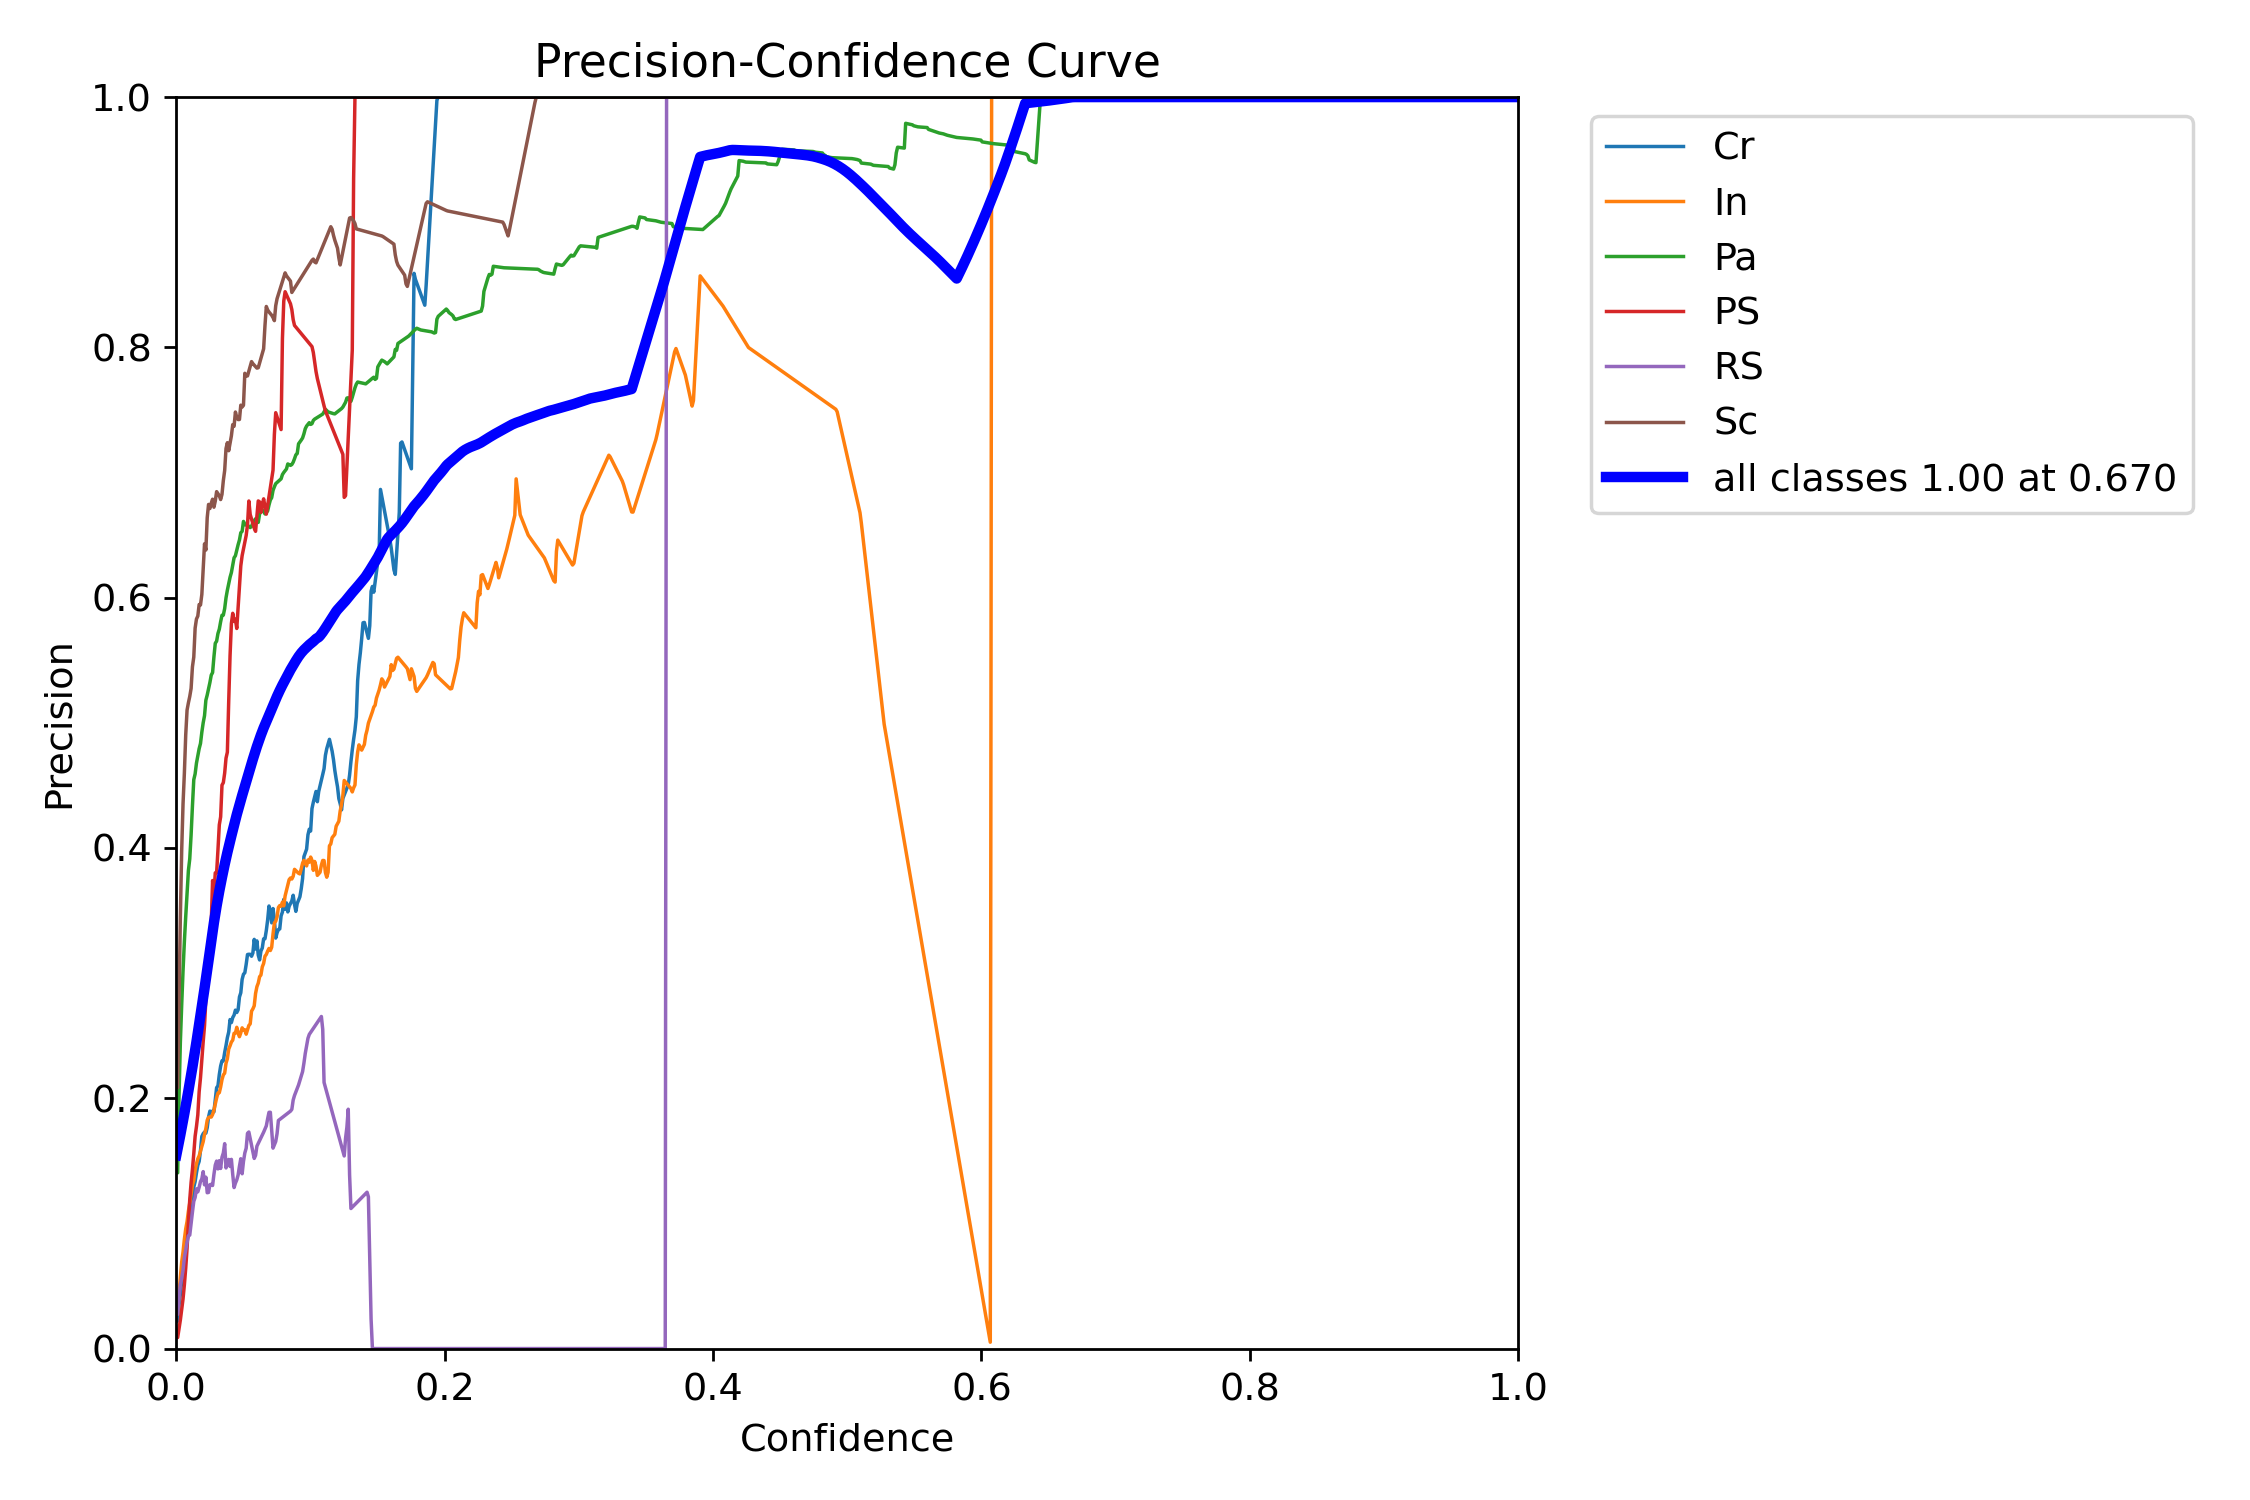 Precision-Confidence Curve
1.0
0.8
0.6
0.4
0.2
0.0
Precision
0.0 0.2 0.4 0.6 0.8 1.0
Confidence
Cr
In
Pa
PS
RS
Sc
all classes 1.00 at 0.670